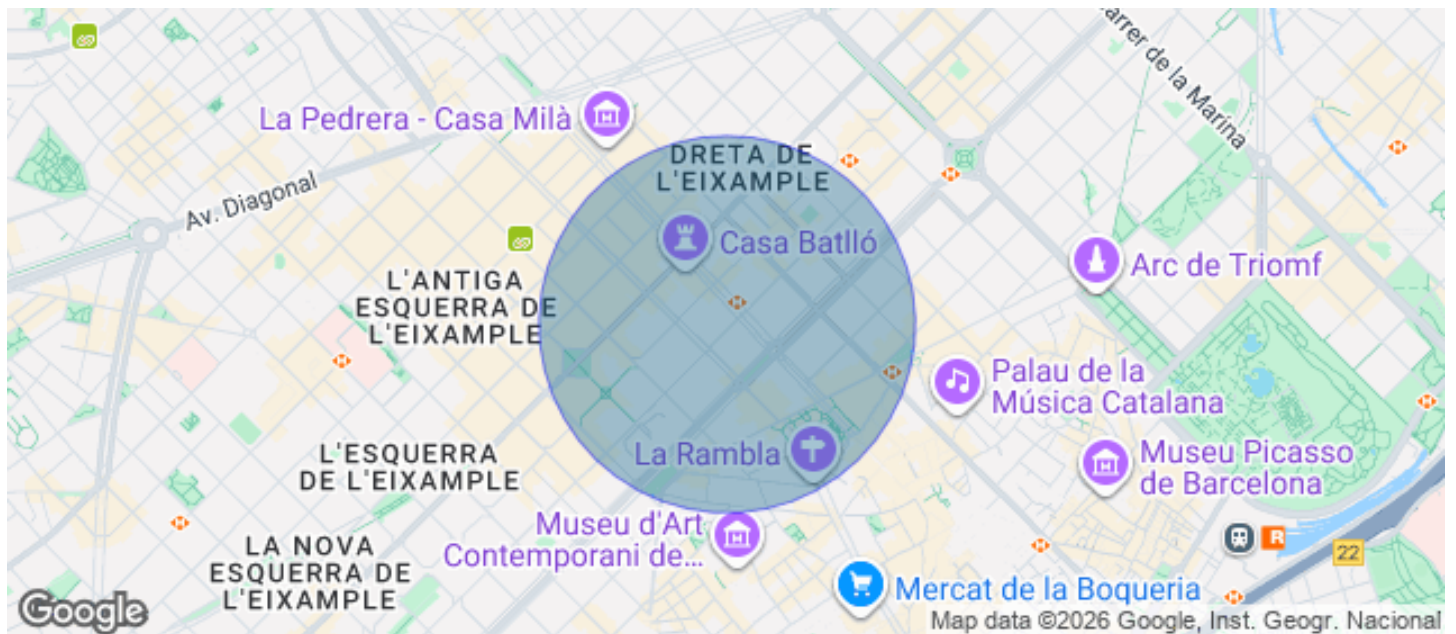 arrer de la Marina
La Pedrera - Casa Milà
DRETA DE
L'EIXAMPLE
Av. Diagonal
Casa Batlló
Arc de Triomf
L'ANTIGA
ESQUERRA DE
L'EIXAMPLE
Palau de la
Música Catalana
La Rambla
L'ESQUERRA
DE L'EIXAMPLE
Museu Picasso
de Barcelona
Museu d'Art
Contemporani de...
R
22
LA NOVA
ESQUERRA DE
L'EIXAMPLE
Mercat de la Boqueria
Google
Map data ©2026 Google, Inst. Geogr. Nacional